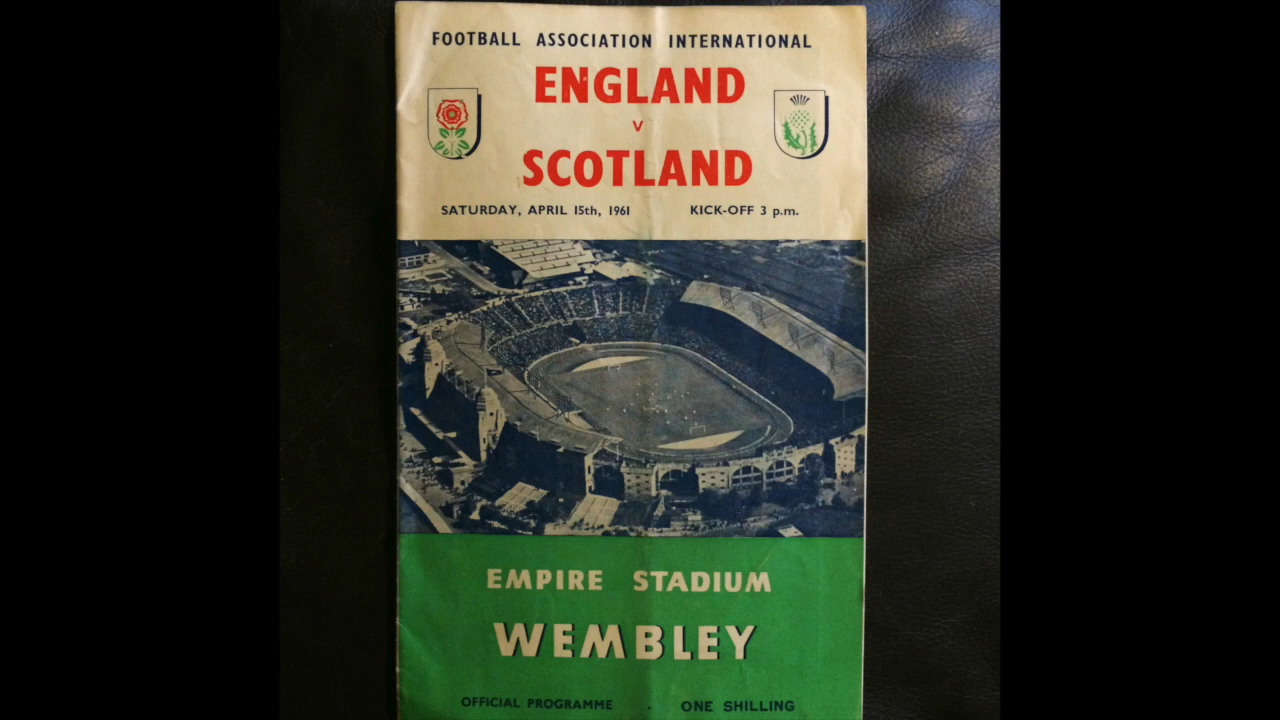 FOOTBALL ASSOCIATION INTERNATIONAL
ENGLAND
V
SCOTLAND
SATURDAY, APRIL 15th, 1961 KICK-OFF 3 p.m.
EMPIRE STADIUM
WEMBLEY
OFFICIAL PROGRAMME . ONE SHILLING